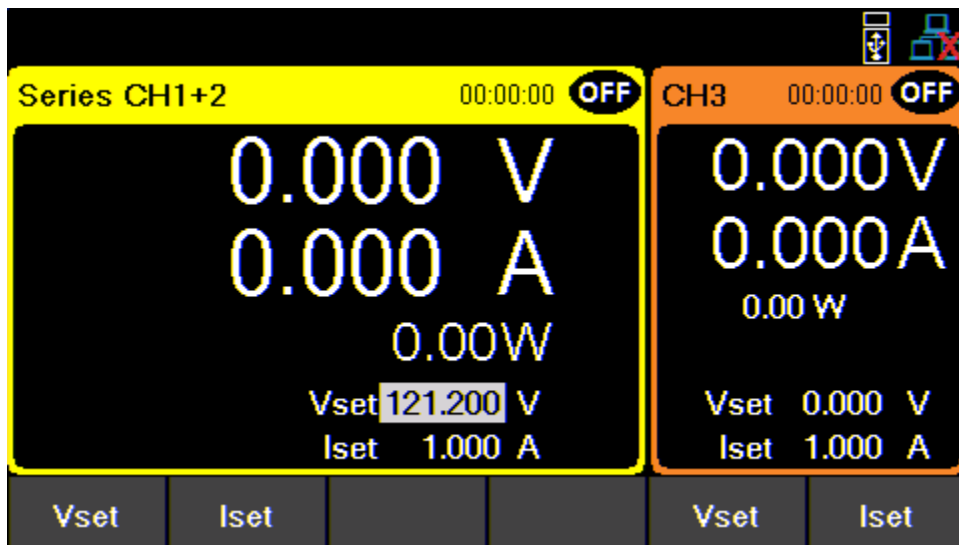 Series CH1+2 00:00:00 OFF
0.000 V
0.000 A
0.00W
Vset 121.200 V
Iset 1.000 A
CH3 00:00:00 OFF
0.000V
0.000A
0.00 W
Vset 0.000 V
Iset 1.000 A
Vset Iset Vset Iset